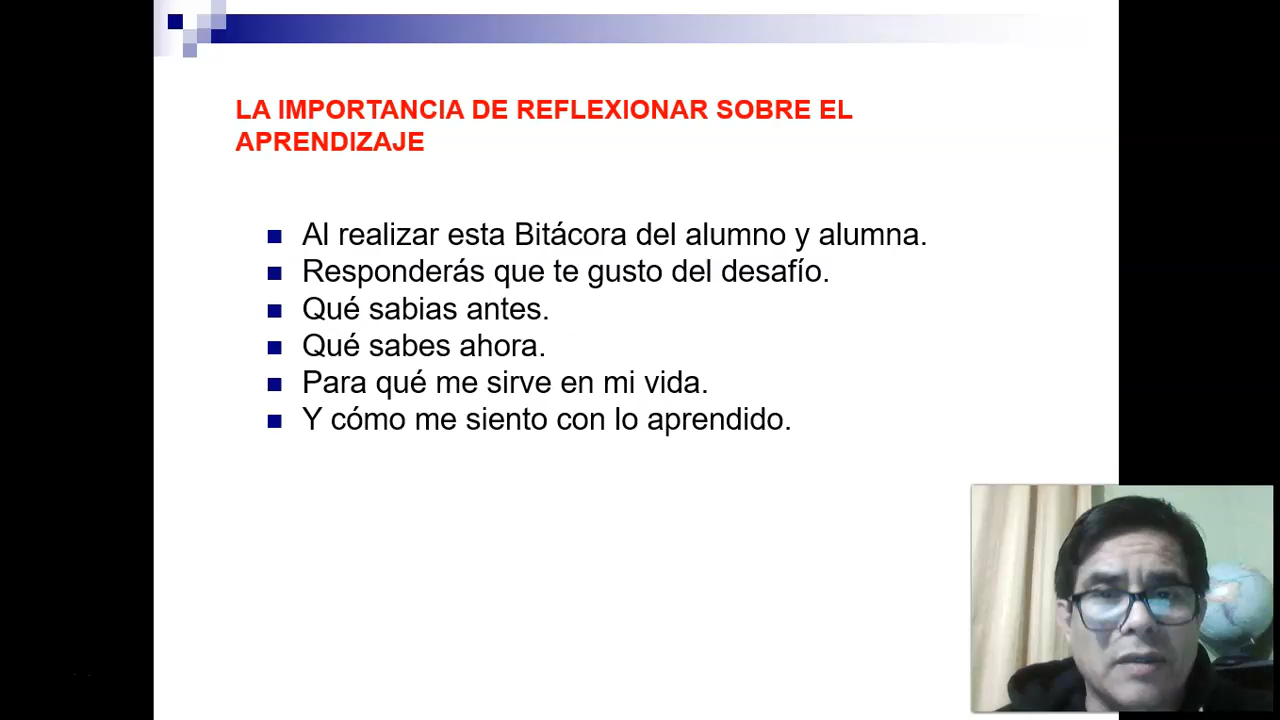 LA IMPORTANCIA DE REFLEXIONAR SOBRE EL
APRENDIZAJE
Al realizar esta Bitácora del alumno y alumna.
Responderás que te gusto del desafío.
Qué sabias antes.
Qué sabes ahora.
Para qué me sirve en mi vida.
Y cómo me siento con lo aprendido.